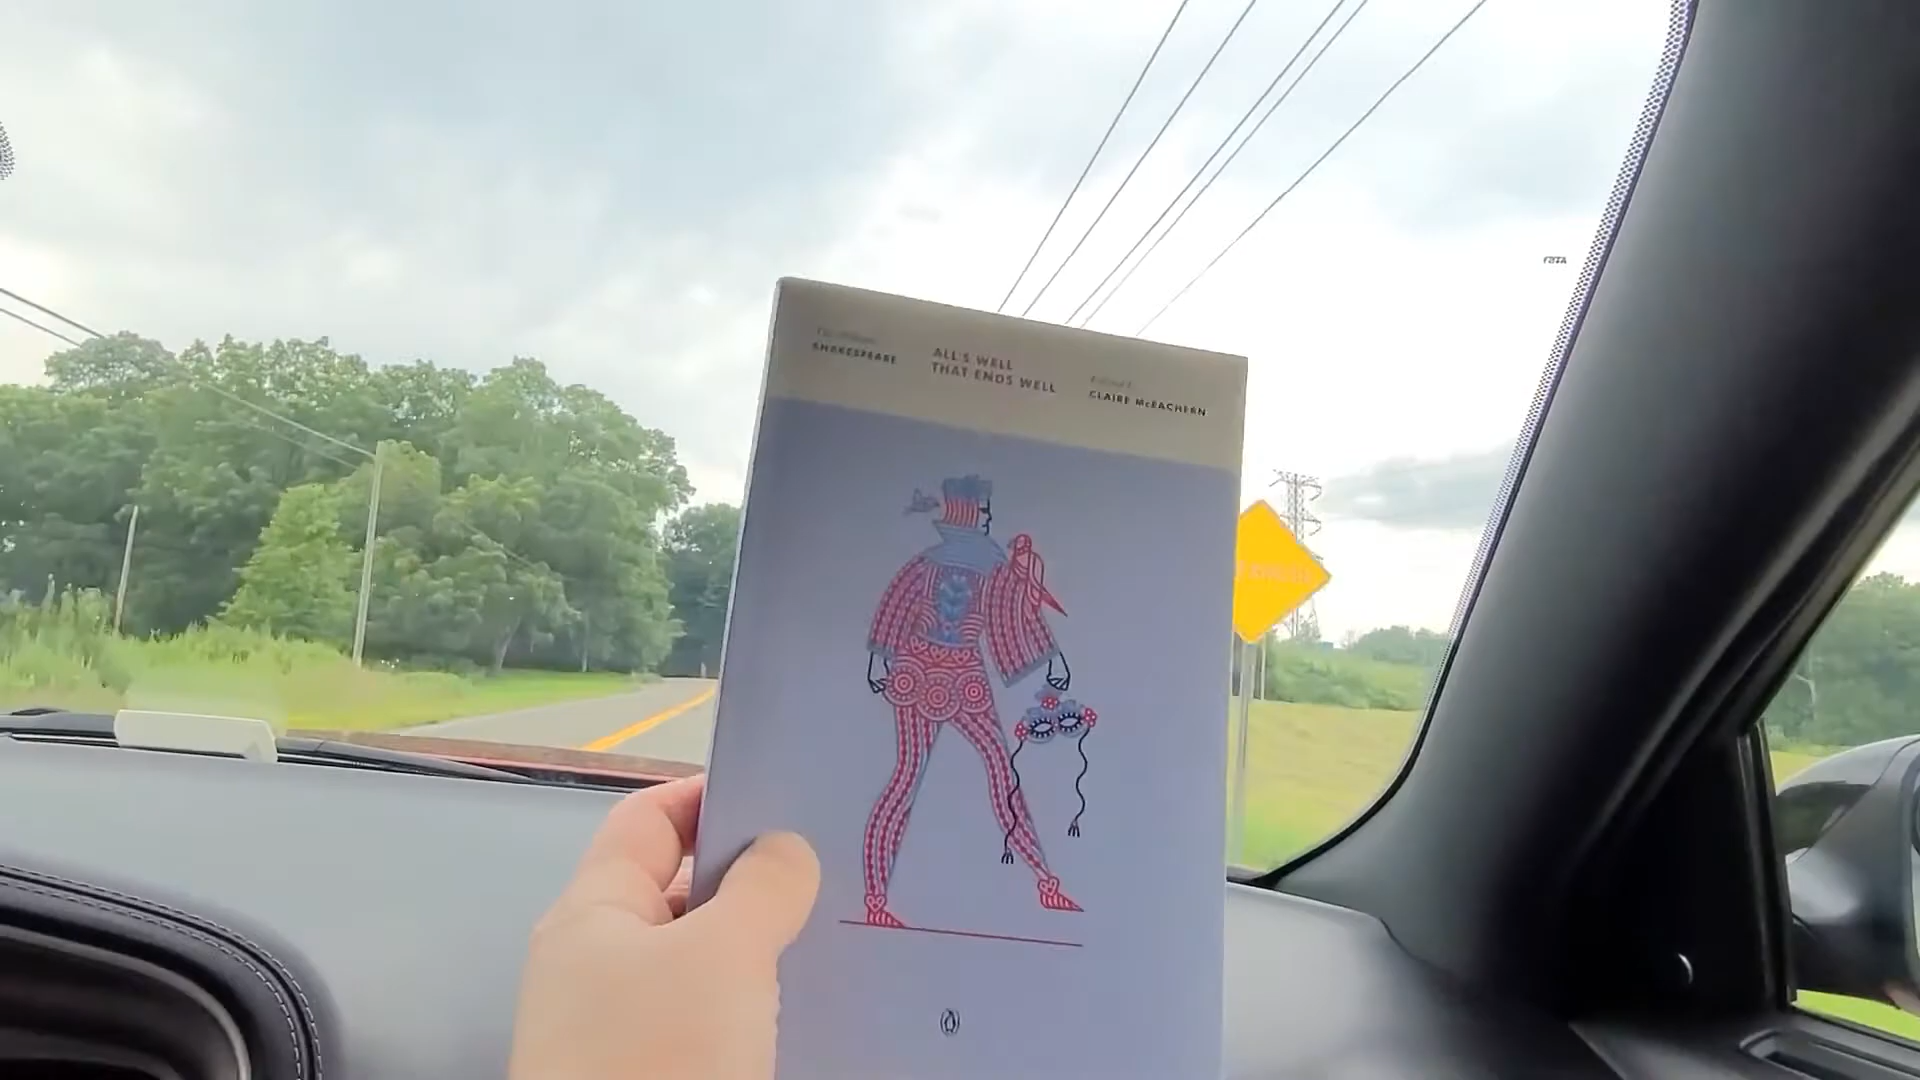 SHAKESPEARE
ALL'S WELL
THAT ENDS WELL
CLAIRE McEACHERN